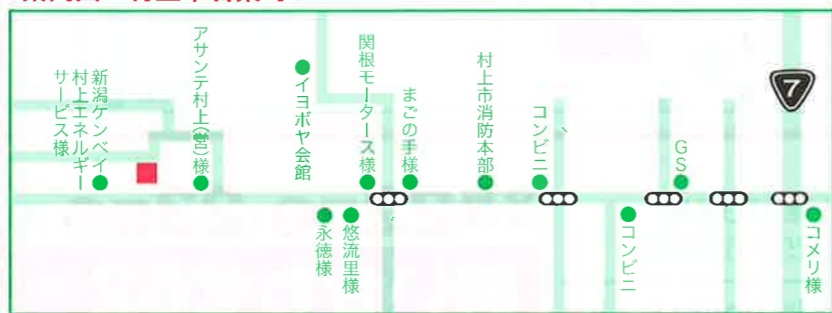 新潟ケンベイ
村上エネルギー
サービス様
アサンテ村上(営)様
イヨボヤ会館
関根モータース様
まごの手様
村上市消防本部
コンビニ
GS
7
永徳様
悠流里様
コンビニ
コメリ様